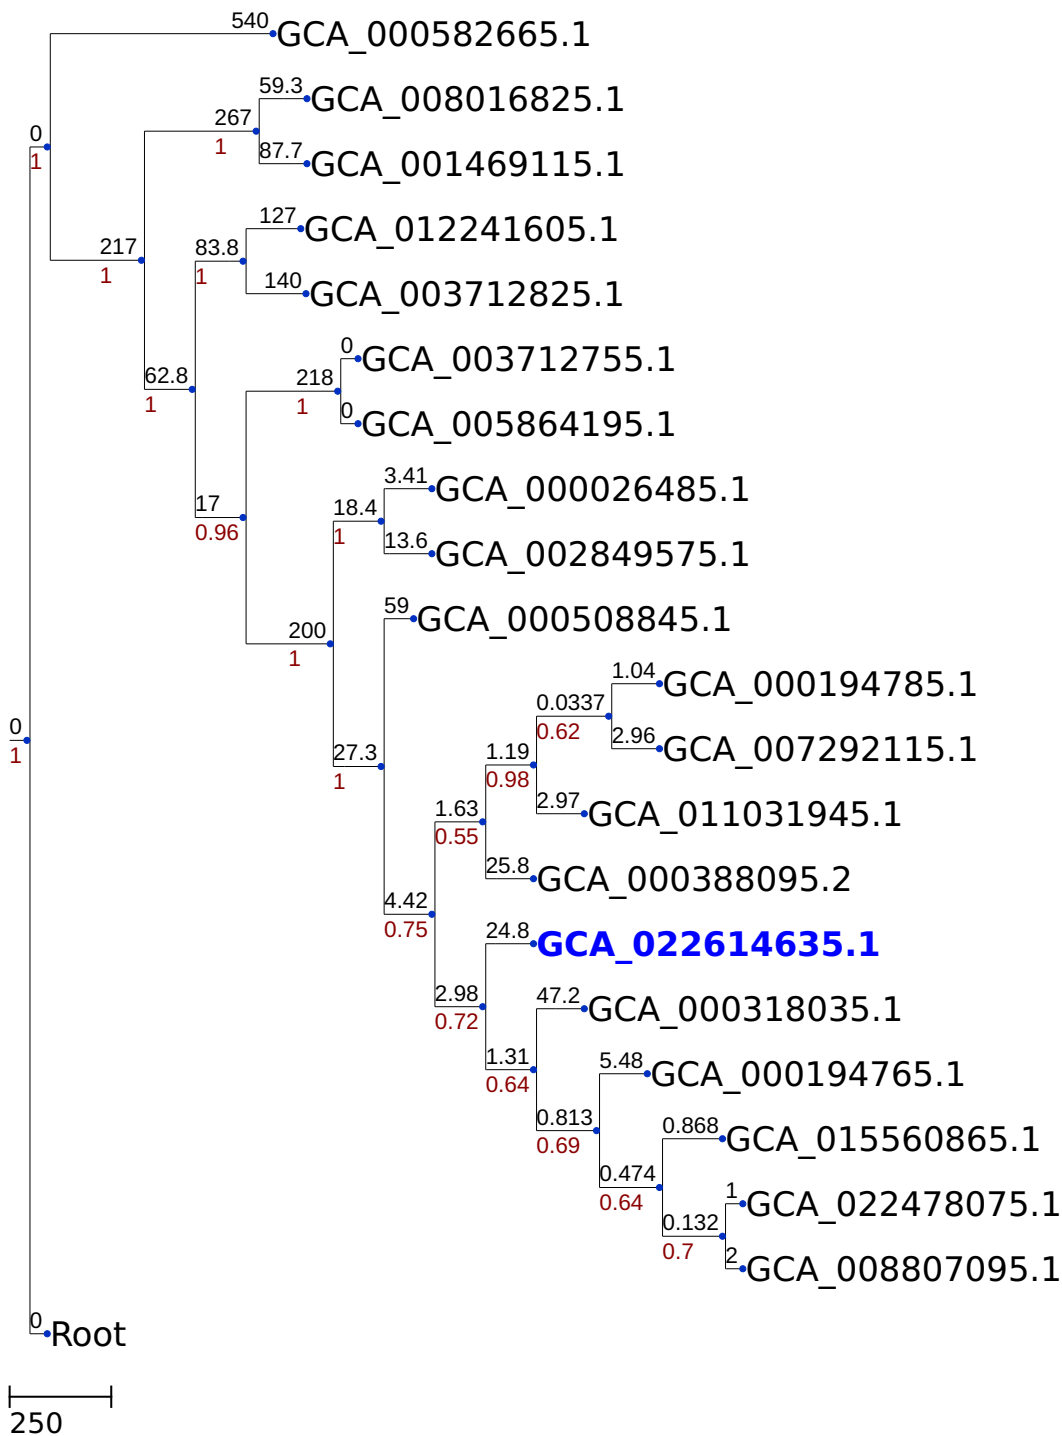 540
GCA_000582665.1
59.3
GCA_008016825.1
267
1
0
1
87.7
GCA_001469115.1
127
GCA_012241605.1
217
1
83.8
1
140
GCA_003712825.1
0
GCA_003712755.1
62.8
1
218
1
0
GCA_005864195.1
3.41
GCA_000026485.1
17
0.96
18.4
1
13.6
GCA_002849575.1
59
GCA_000508845.1
200
1
1.04
GCA_000194785.1
0.0337
0.62
0
1
2.96
GCA_007292115.1
27.3
1
1.19
0.98
2.97
GCA_011031945.1
1.63
0.55
25.8
GCA_000388095.2
4.42
0.75
24.8
GCA_022614635.1
2.98
0.72
47.2
GCA_000318035.1
1.31
0.64
5.48
GCA_000194765.1
0.813
0.69
0.868
GCA_015560865.1
0.474
0.64
1
GCA_022478075.1
0.132
0.7
2
GCA_008807095.1
0
Root
250